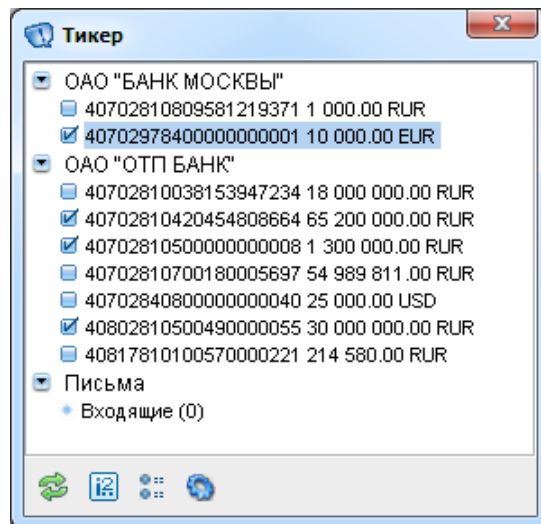 Тикер
ОАО "БАНК МОСКВЫ"
40702810809581219371 1 000.00 RUR
40702978400000000001 10 000.00 EUR
ОАО "ОТП БАНК"
40702810038153947234 18 000 000.00 RUR
40702810420454808664 65 200 000.00 RUR
40702810500000000008 1 300 000.00 RUR
40702810700180005697 54 989 811.00 RUR
40702840800000000040 25 000.00 USD
40802810500490000055 30 000 000.00 RUR
40817810100570000221 214 580.00 RUR
Письма
Входящие (0)
i2